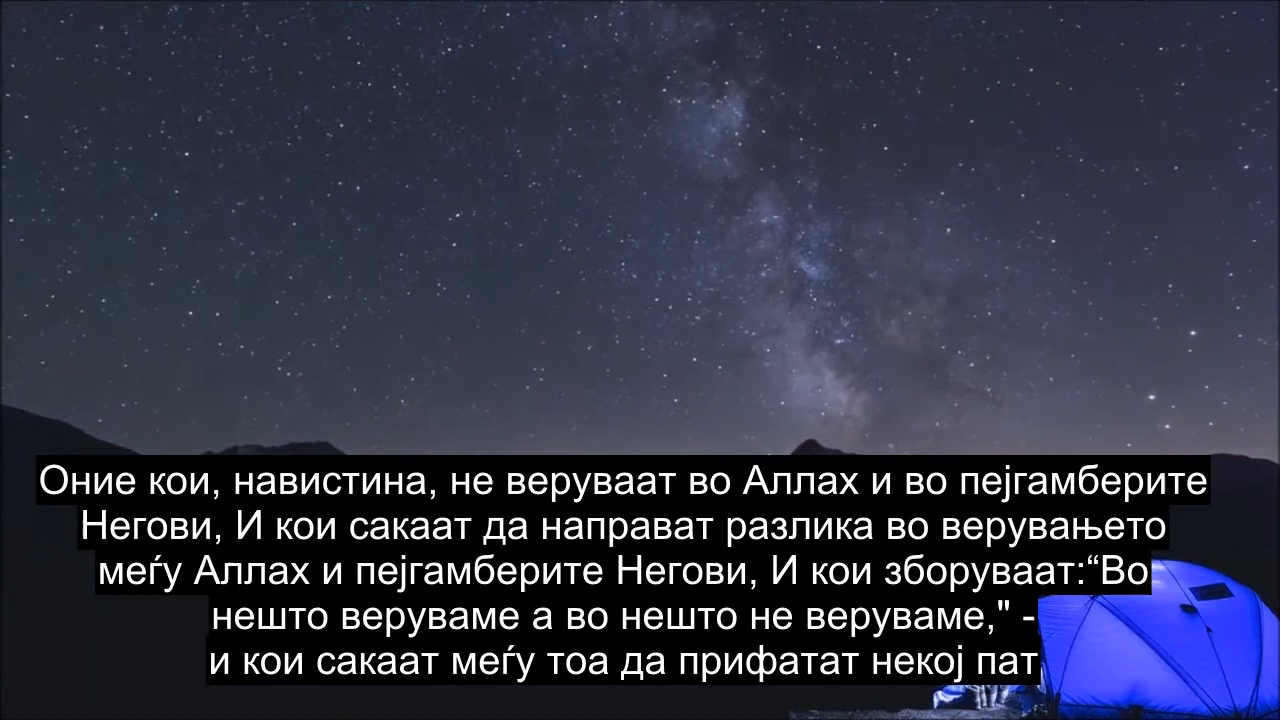 Оние кои, навистина, не веруваат во Аллах и во пејгамберите
Негови, И кои сакаат да направат разлика во верувањето
меѓу Аллах и пејгамберите Негови, И кои зборуваат:“Во
нешто веруваме а во нешто не веруваме," -
и кои сакаат меѓу тоа да прифатат некој пат